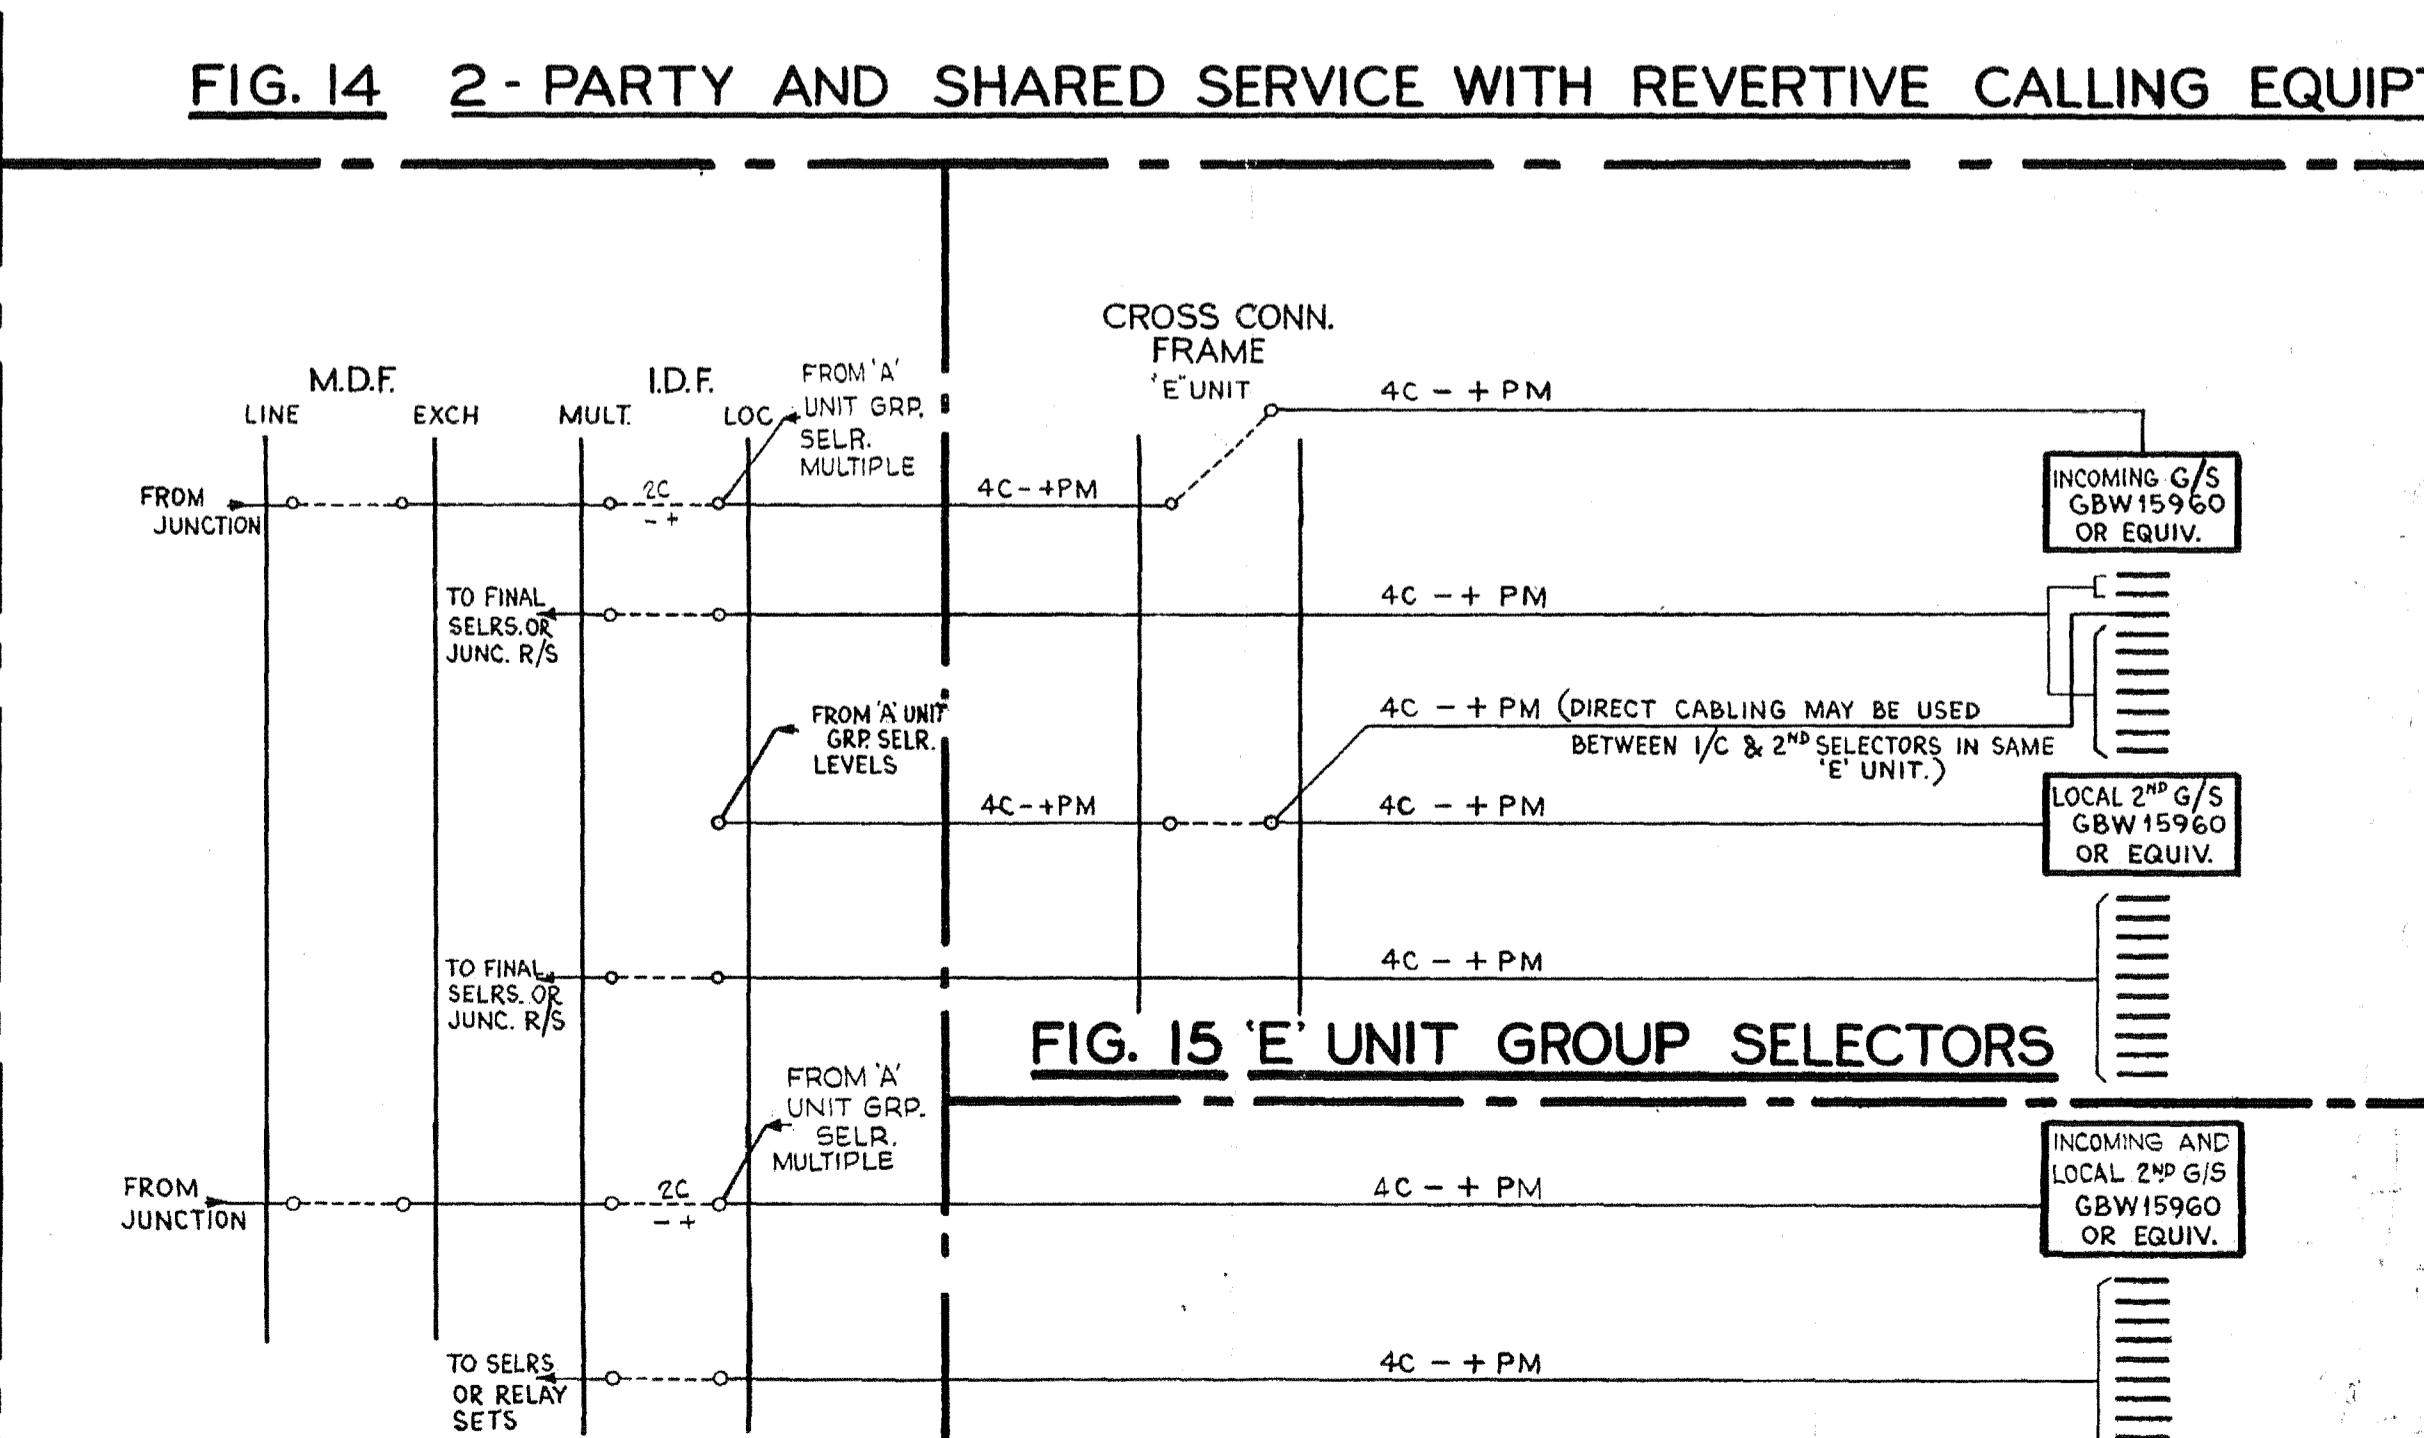 FIG. 14 2 - PARTY AND SHARED SERVICE WITH REVERTIVE CALLING EQUIPT
CROSS CONN.
FRAME
'E" UNIT
M.D.F.
I.D.F.
LINE
EXCH
MULT.
LOC
FROM 'A'
UNIT GRP.
SELR.
MULTIPLE
4C - + PM
FROM
JUNCTION
2C
- +
4C - + PM
INCOMING G/S
GBW15960
OR EQUIV.
TO FINAL
SELRS. OR
JUNC. R/S
4C - + PM
FROM 'A' UNIT
GRP. SELR.
LEVELS
4C - + PM (DIRECT CABLING MAY BE USED
BETWEEN I/C & 2ND SELECTORS IN SAME
'E' UNIT.)
4C - + PM
4C - + PM
LOCAL 2ND G/S
GBW15960
OR EQUIV.
TO FINAL
SELRS. OR
JUNC. R/S
4C - + PM
FIG. 15 'E' UNIT GROUP SELECTORS
FROM 'A'
UNIT GRP.
SELR.
MULTIPLE
FROM
JUNCTION
2C
- +
4C - + PM
INCOMING AND
LOCAL 2ND G/S
GBW15960
OR EQUIV.
TO SELRS
OR RELAY
SETS
4C - + PM